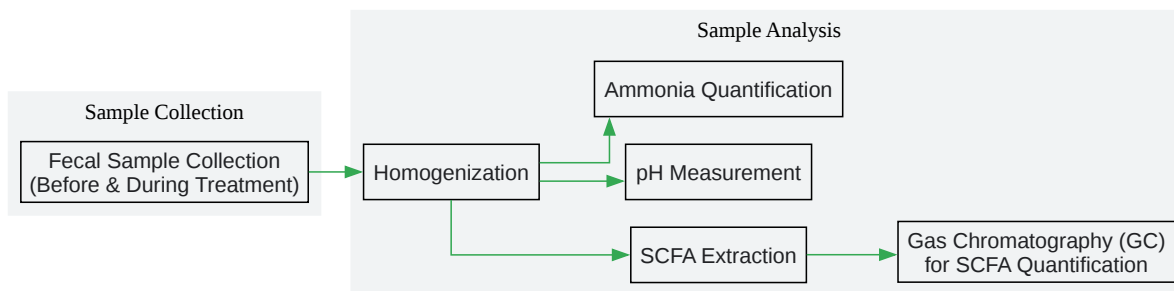 Sample Analysis
Ammonia Quantification
Sample Collection
Fecal Sample Collection
(Before & During Treatment)
Homogenization
pH Measurement
SCFA Extraction
Gas Chromatography (GC)
for SCFA Quantification